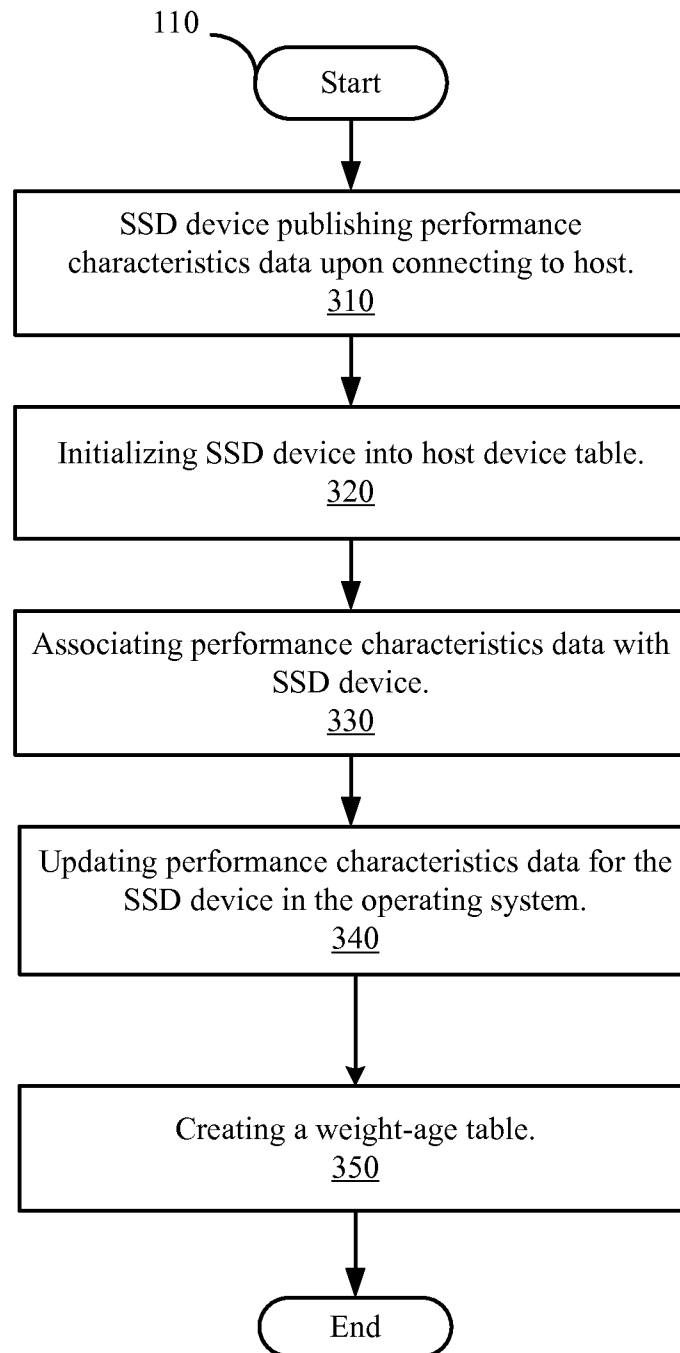 110
Start
SSD device publishing performance
characteristics data upon connecting to host.
310
Initializing SSD device into host device table.
320
Associating performance characteristics data with
SSD device.
330
Updating performance characteristics data for the
SSD device in the operating system.
340
Creating a weight-age table.
350
End